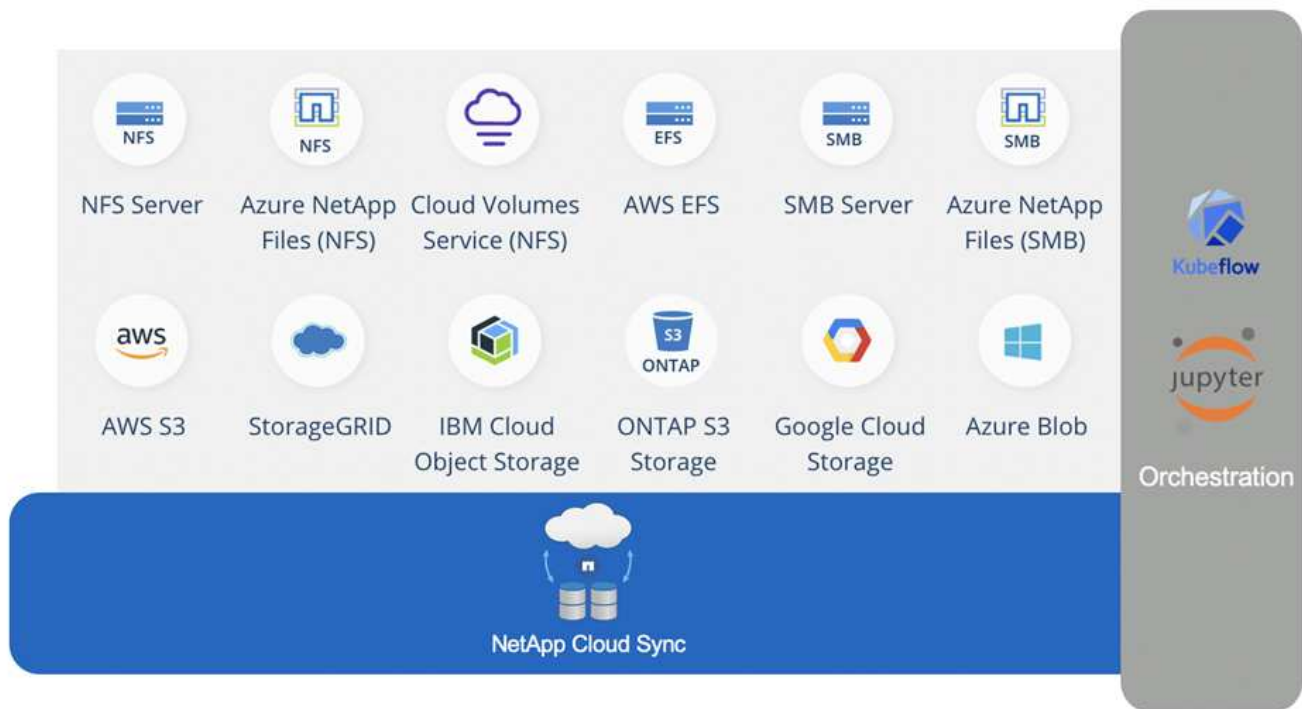 NFS
NFS
EFS
SMB
SMB
NFS Server
Azure NetApp
Files (NFS)
Cloud Volumes
Service (NFS)
AWS EFS
SMB Server
Azure NetApp
Files (SMB)
aws
S3
ONTAP
AWS S3
StorageGRID
IBM Cloud
Object Storage
ONTAP S3
Storage
Google Cloud
Storage
Azure Blob
Kubeflow
jupyter
Orchestration
NetApp Cloud Sync